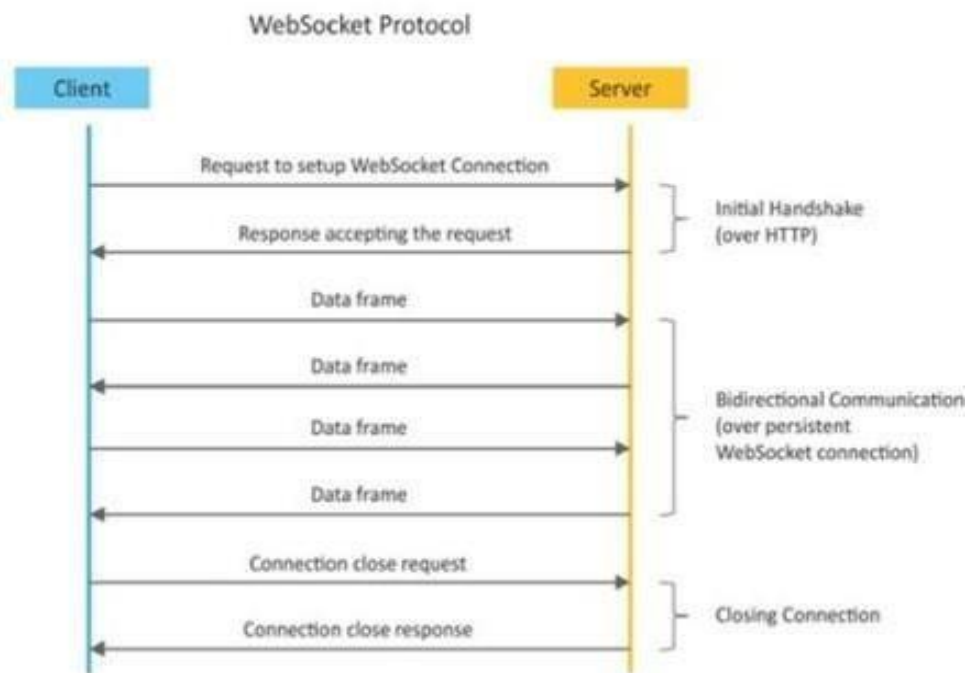 WebSocket Protocol
Client
Server
Request to setup WebSocket Connection
Initial Handshake
(over HTTP)
Response accepting the request
Data frame
Data frame
Bidirectional Communication
(over persistent
WebSocket connection)
Data frame
Data frame
Connection close request
Closing Connection
Connection close response